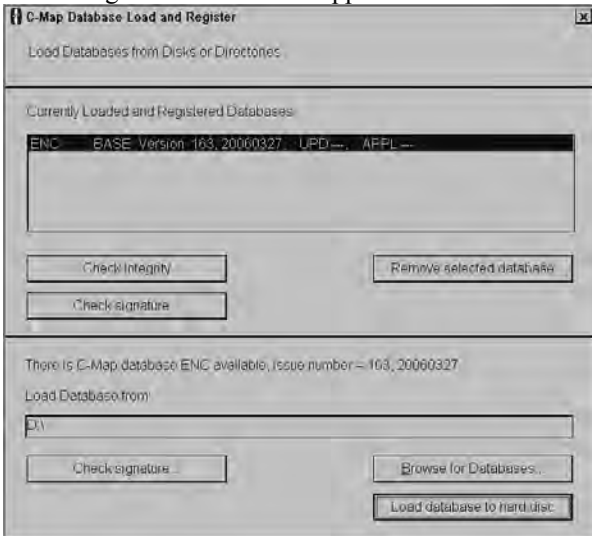 C-Map Database Load and Register
Load Databases from Disks or Directories
Currently Loaded and Registered Databases:
ENC BASE Version 163, 20060327, UPD ---, APPL ---
Check integrity
Remove selected database
Check signature
There is C-Map database ENC available, issue number = 163, 20060327
Load Database from
D:\
Check signature...
Browse for Databases...
Load database to hard disc